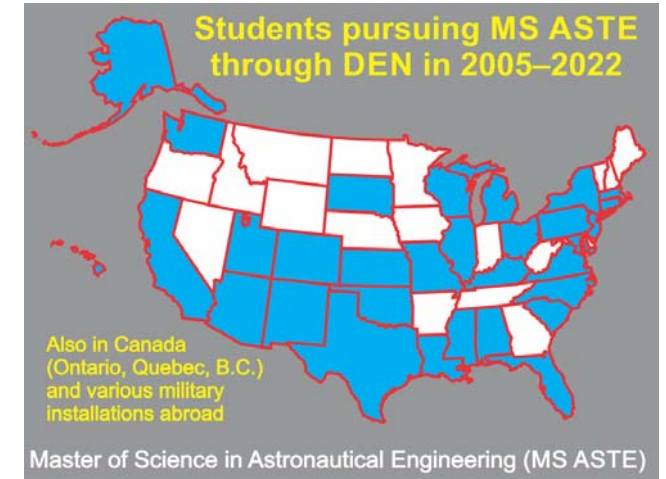 Students pursuing MS ASTE
through DEN in 2005–2022
Also in Canada
(Ontario, Quebec, B.C.)
and various military
installations abroad
Master of Science in Astronautical Engineering (MS ASTE)